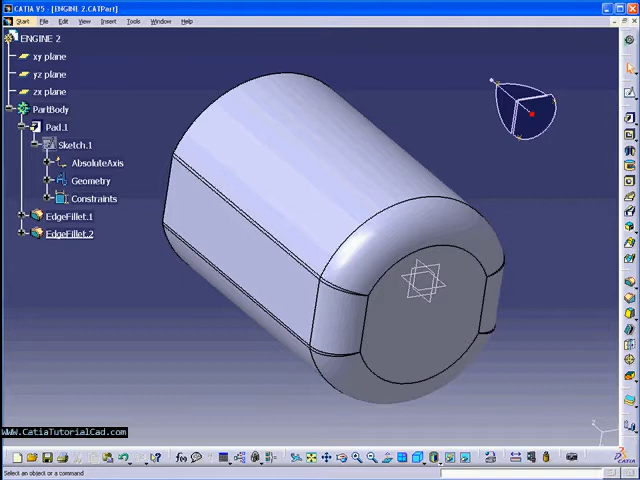 CATIA V5 - [ENGINE 2.CATPart]
Start File Edit View Insert Tools Window Help
ENGINE 2
xy plane
yz plane
zx plane
PartBody
Pad.1
Sketch.1
AbsoluteAxis
Geometry
Constraints
EdgeFillet.1
EdgeFillet.2
WWW.CatiaTutorialCad.com
f(x)
CATIA
Select an object or a command